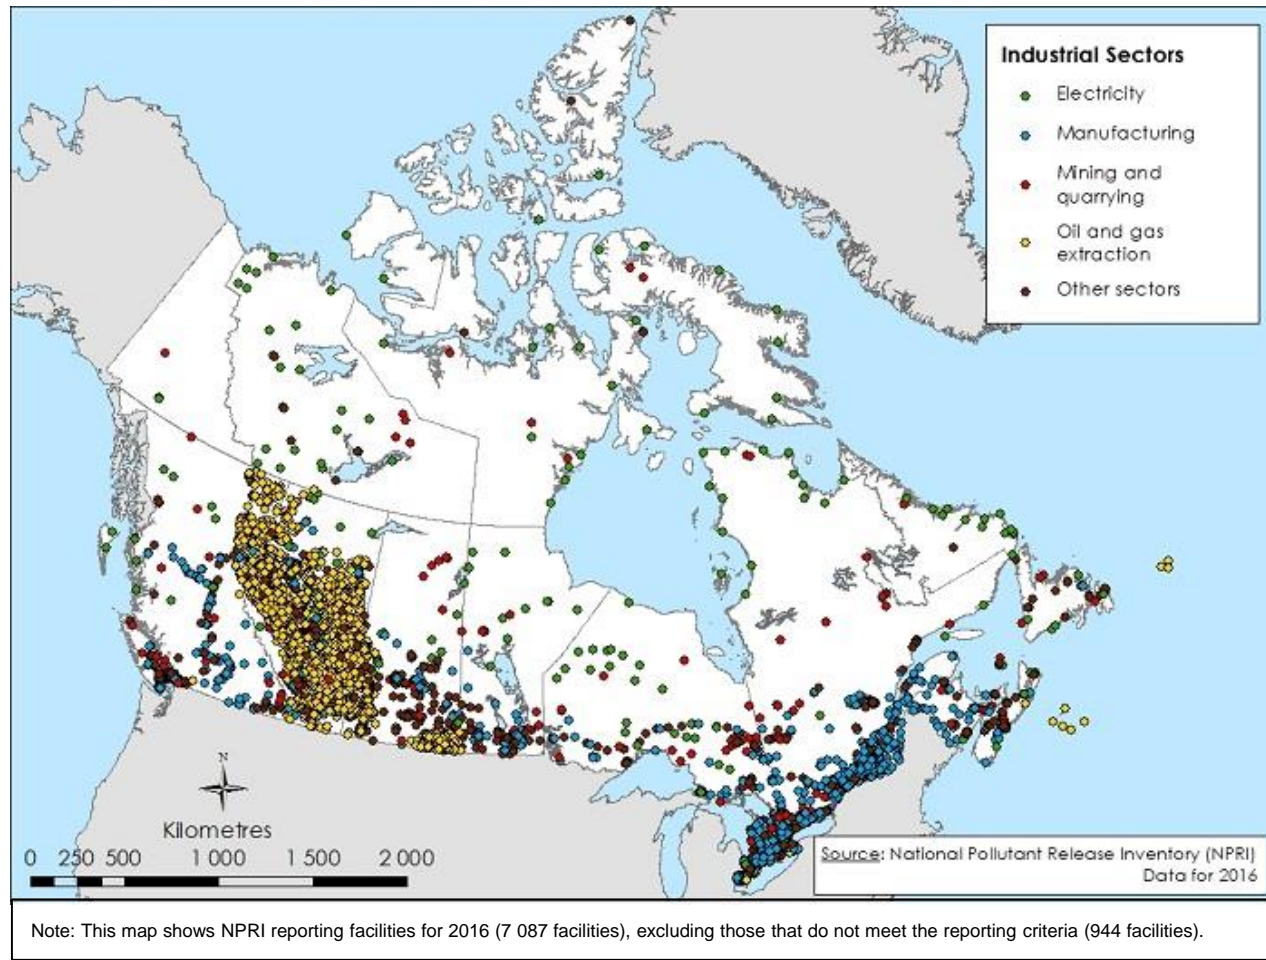 Industrial Sectors
Electricity
Manufacturing
Mining and
quarrying
Oil and gas
extraction
Other sectors
N
Kilometres
0 250 500 1 000 1 500 2 000
Source: National Pollutant Release Inventory (NPRI)
Data for 2016
Note: This map shows NPRI reporting facilities for 2016 (7 087 facilities), excluding those that do not meet the reporting criteria (944 facilities).